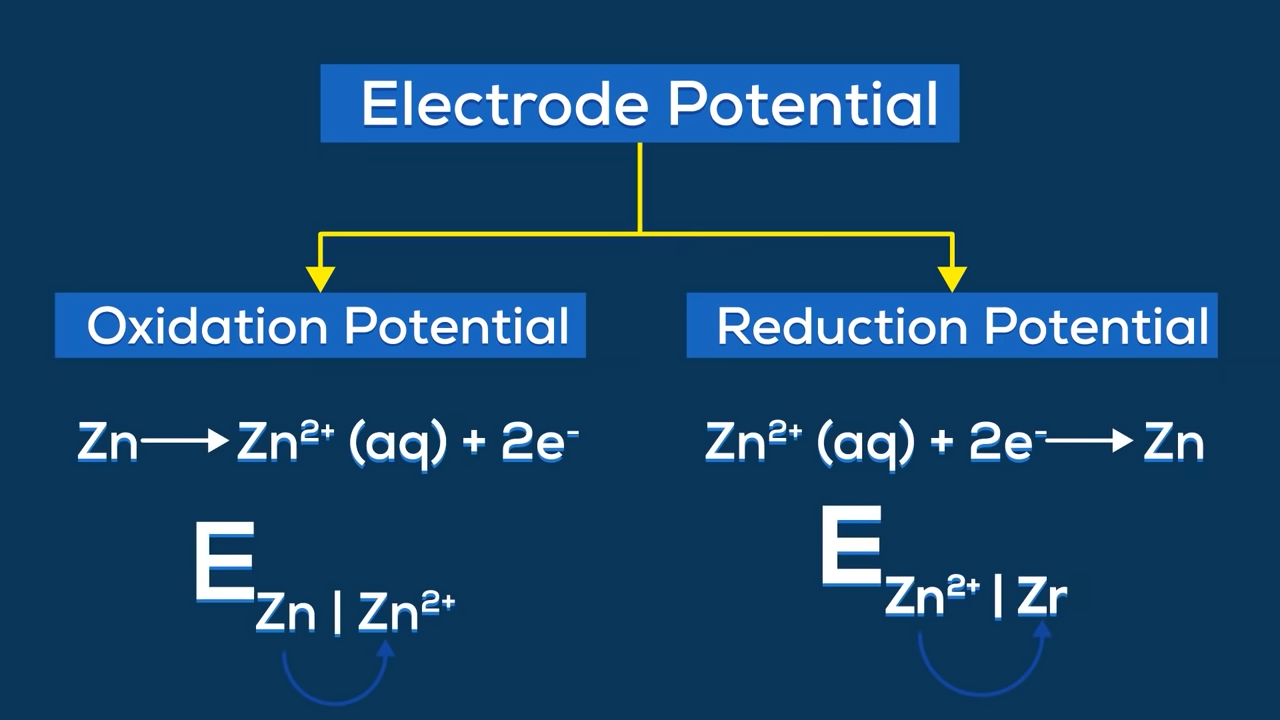 Electrode Potential
Oxidation Potential
Reduction Potential
Zn → Zn²⁺ (aq) + 2e⁻
Zn²⁺ (aq) + 2e⁻ → Zn
E Zn | Zn²⁺
E Zn²⁺ | Zr